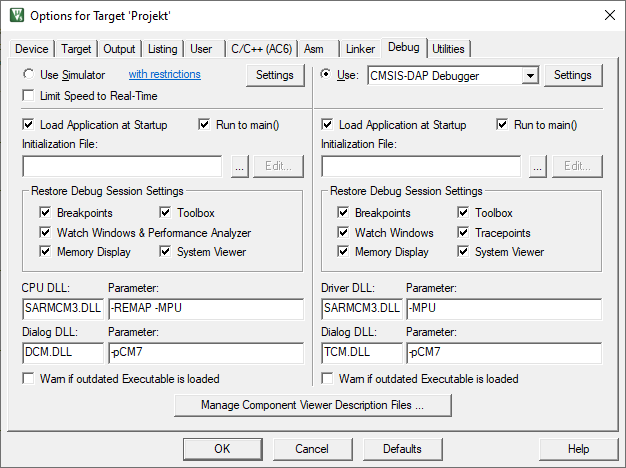 Options for Target 'Projekt'
Device Target Output Listing User C/C++ (AC6) Asm Linker Debug Utilities
Use Simulator with restrictions Settings Use: CMSIS-DAP Debugger Settings
Limit Speed to Real-Time
Load Application at Startup Run to main() Load Application at Startup Run to main()
Initialization File: Initialization File:
... Edit... ... Edit...
Restore Debug Session Settings Restore Debug Session Settings
Breakpoints Toolbox Breakpoints Toolbox
Watch Windows & Performance Analyzer Watch Windows Tracepoints
Memory Display System Viewer Memory Display System Viewer
CPU DLL: Parameter: Driver DLL: Parameter:
SARMCM3.DLL -REMAP -MPU SARMCM3.DLL -MPU
Dialog DLL: Parameter: Dialog DLL: Parameter:
DCM.DLL -pCM7 TCM.DLL -pCM7
Warn if outdated Executable is loaded Warn if outdated Executable is loaded
Manage Component Viewer Description Files ...
OK Cancel Defaults Help